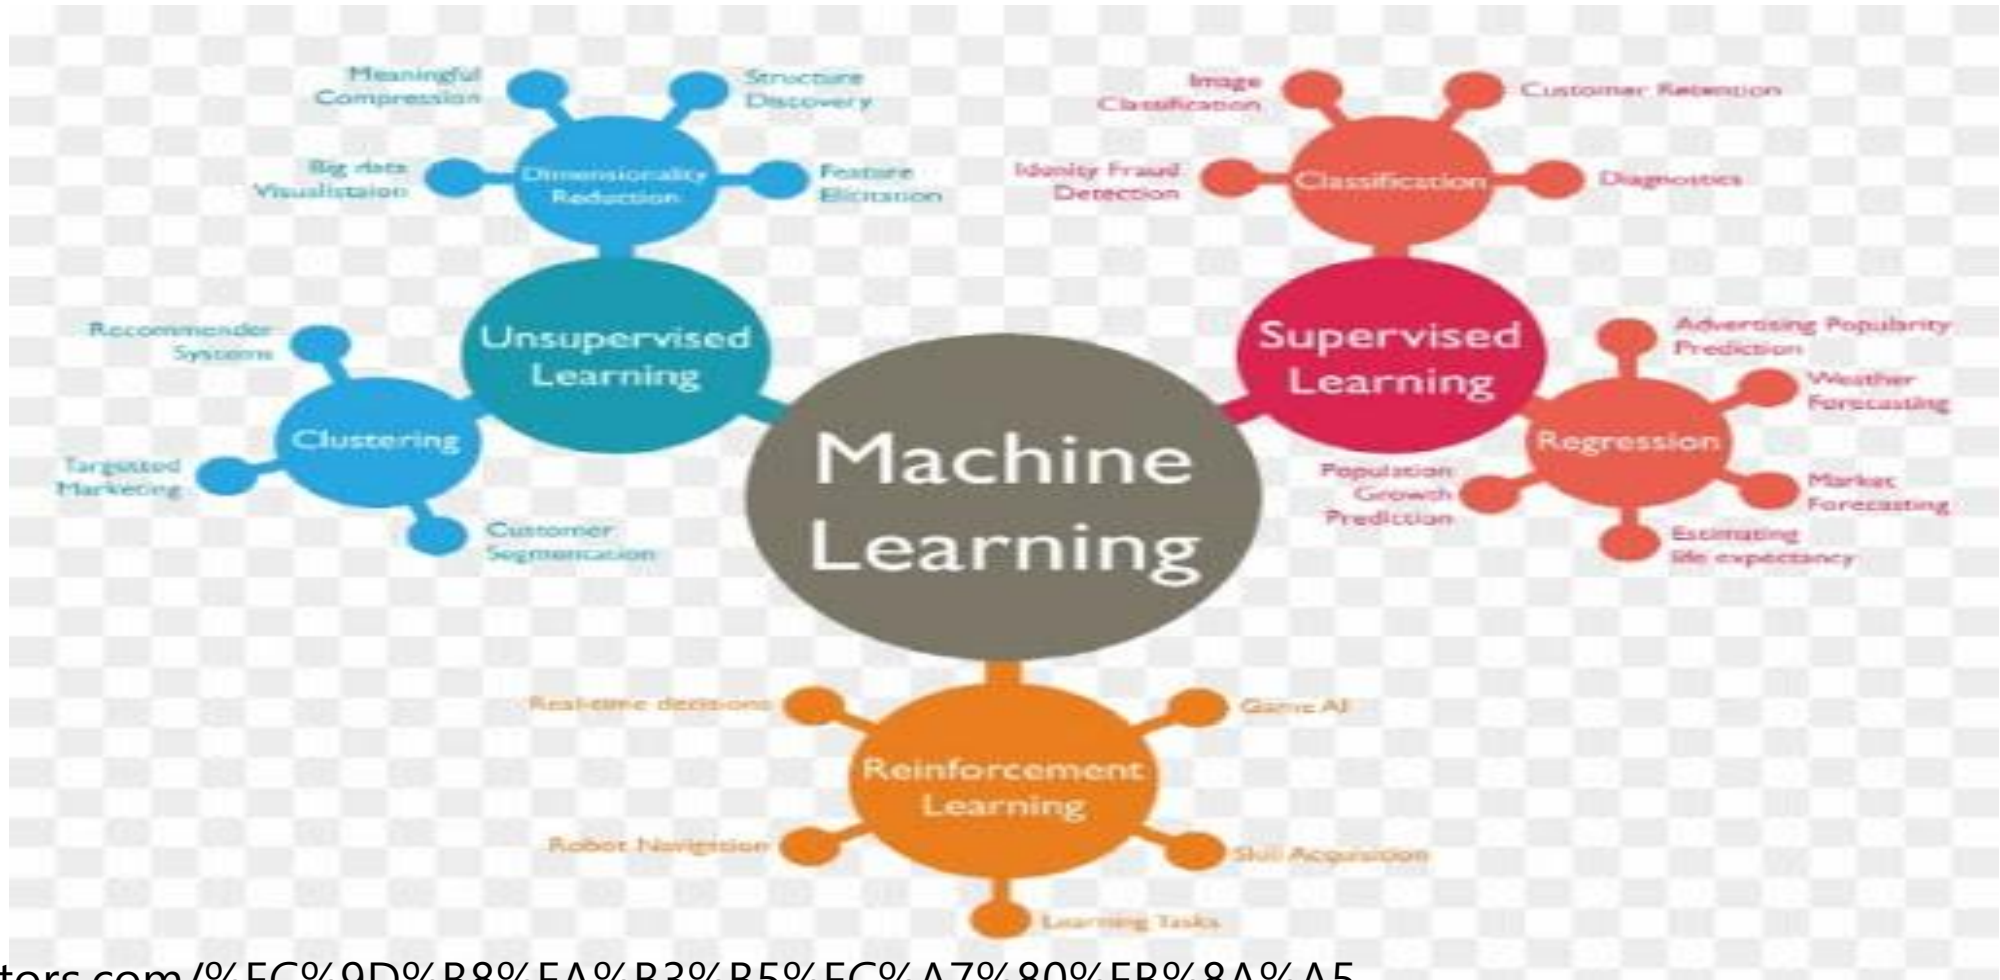 Meaningful
Compression
Structure
Discovery
Big data
Visualistaion
Dimensionality
Reduction
Feature
Elicitation
Unsupervised
Learning
Recommender
Systems
Clustering
Targetted
Marketing
Customer
Segmentation
Machine
Learning
Image
Classification
Customer Retention
Idenity Fraud
Detection
Classification
Diagnostics
Supervised
Learning
Advertising Popularity
Prediction
Weather
Forecasting
Regression
Population
Growth
Prediction
Market
Forecasting
Estimating
life expectancy
Real-time decisions
Game AI
Reinforcement
Learning
Robot Navigation
Skill Acquisition
Learning Tasks
tors.com/%EC%9D%B8%EA%B3%B5%EC%A7%80%EB%8A%A5